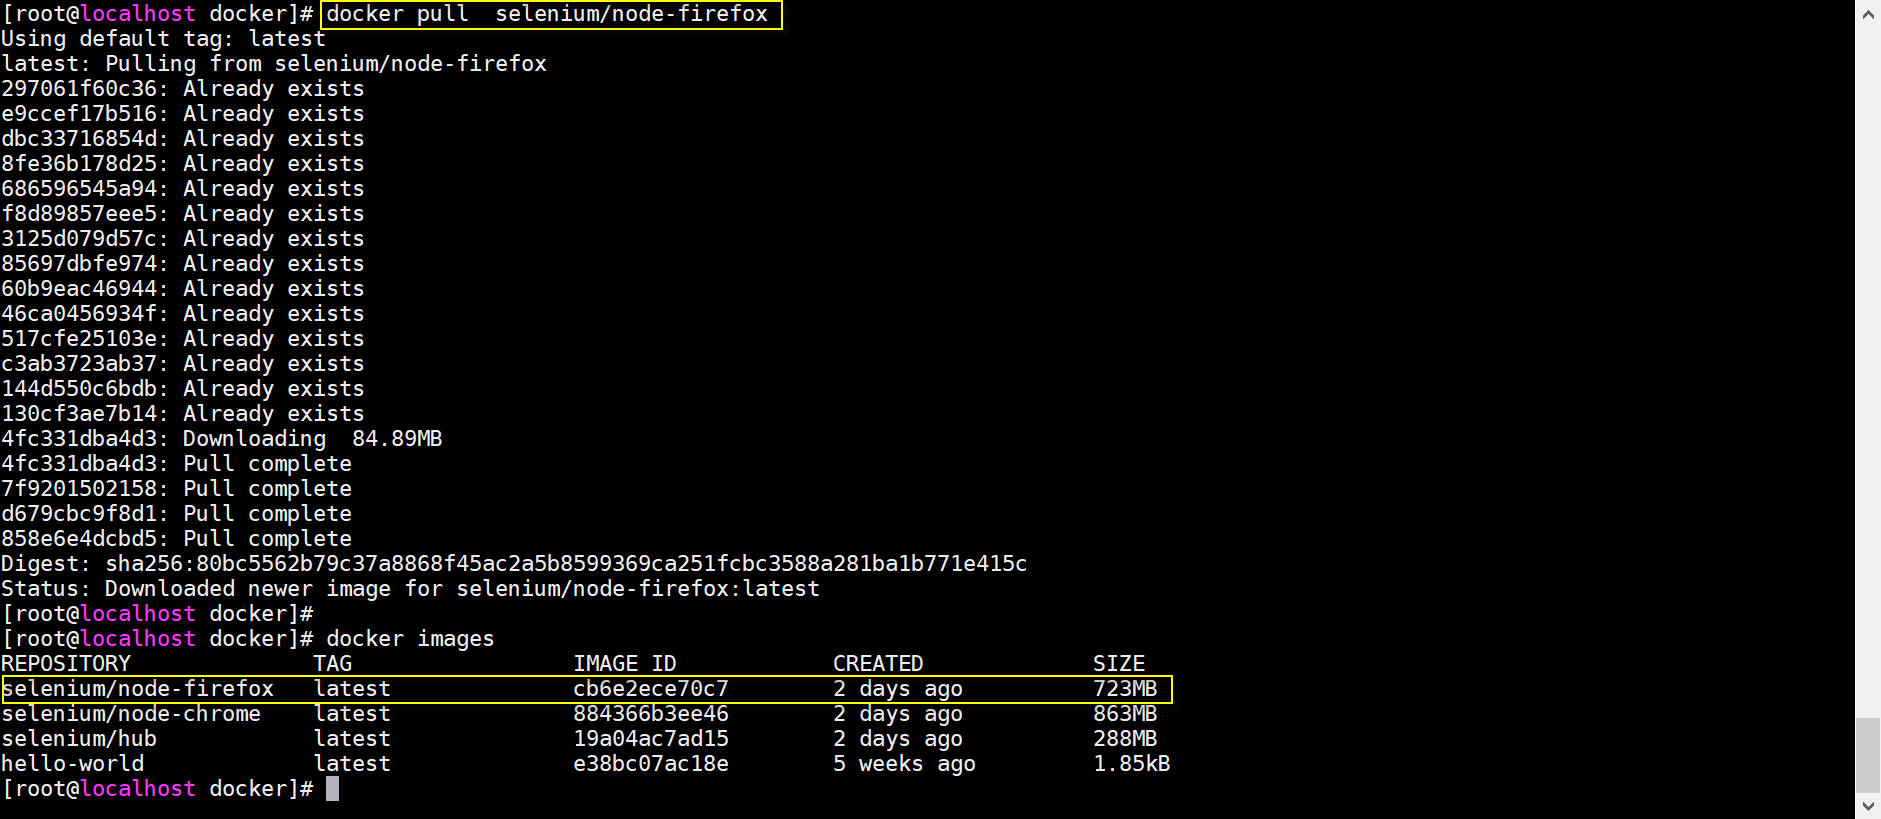 [root@localhost docker]# docker pull  selenium/node-firefox
Using default tag: latest
latest: Pulling from selenium/node-firefox
297061f60c36: Already exists
e9ccef17b516: Already exists
dbc33716854d: Already exists
8fe36b178d25: Already exists
686596545a94: Already exists
f8d89857eee5: Already exists
3125d079d57c: Already exists
85697dbfe974: Already exists
60b9eac46944: Already exists
46ca0456934f: Already exists
517cfe25103e: Already exists
c3ab3723ab37: Already exists
144d550c6bdb: Already exists
130cf3ae7b14: Already exists
4fc331dba4d3: Downloading  84.89MB
4fc331dba4d3: Pull complete
7f9201502158: Pull complete
d679cbc9f8d1: Pull complete
858e6e4dcbd5: Pull complete
Digest: sha256:80bc5562b79c37a8868f45ac2a5b8599369ca251fcbc3588a281ba1b771e415c
Status: Downloaded newer image for selenium/node-firefox:latest
[root@localhost docker]#
[root@localhost docker]# docker images
REPOSITORY              TAG                 IMAGE ID            CREATED             SIZE
selenium/node-firefox   latest              cb6e2ece70c7        2 days ago          723MB
selenium/node-chrome    latest              884366b3ee46        2 days ago          863MB
selenium/hub            latest              19a04ac7ad15        2 days ago          288MB
hello-world             latest              e38bc07ac18e        5 weeks ago         1.85kB
[root@localhost docker]#